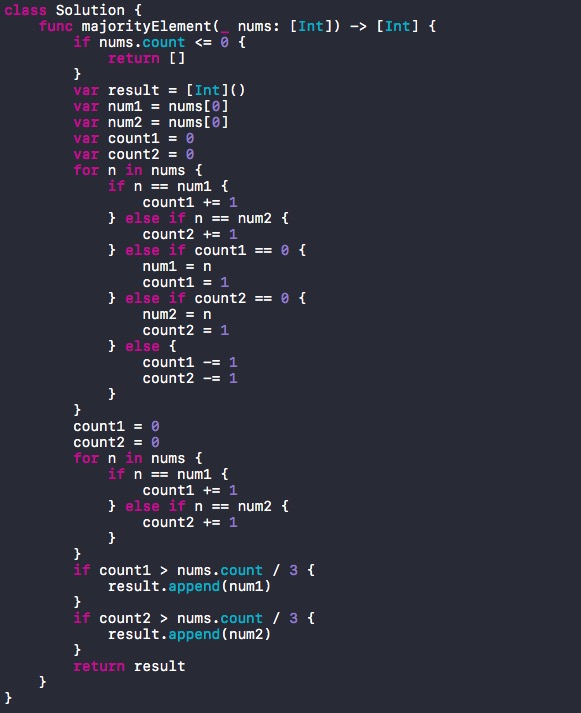 class Solution {
    func majorityElement(_ nums: [Int]) -> [Int] {
        if nums.count <= 0 {
            return []
        }
        var result = [Int]()
        var num1 = nums[0]
        var num2 = nums[0]
        var count1 = 0
        var count2 = 0
        for n in nums {
            if n == num1 {
                count1 += 1
            } else if n == num2 {
                count2 += 1
            } else if count1 == 0 {
                num1 = n
                count1 = 1
            } else if count2 == 0 {
                num2 = n
                count2 = 1
            } else {
                count1 -= 1
                count2 -= 1
            }
        }
        count1 = 0
        count2 = 0
        for n in nums {
            if n == num1 {
                count1 += 1
            } else if n == num2 {
                count2 += 1
            }
        }
        if count1 > nums.count / 3 {
            result.append(num1)
        }
        if count2 > nums.count / 3 {
            result.append(num2)
        }
        return result
    }
}